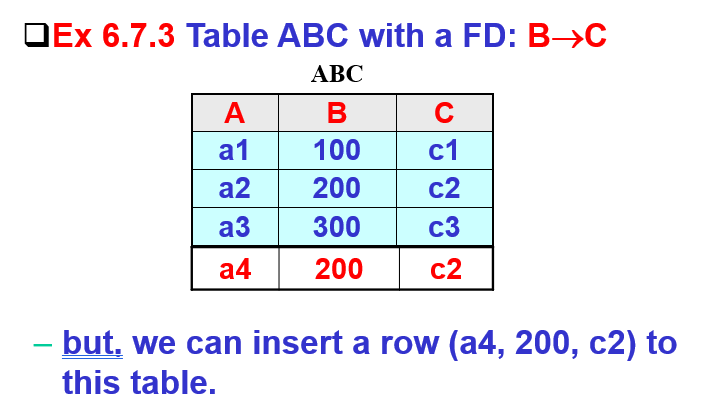 ❑Ex 6.7.3 Table ABC with a FD: B→C
ABC
A B C
a1 100 c1
a2 200 c2
a3 300 c3
a4 200 c2
– but, we can insert a row (a4, 200, c2) to
this table.